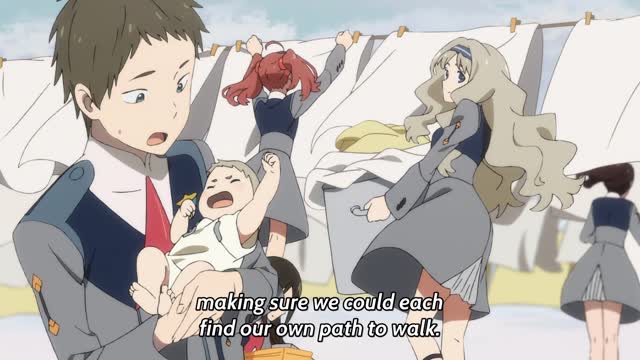 making sure we could each
find our own path to walk.